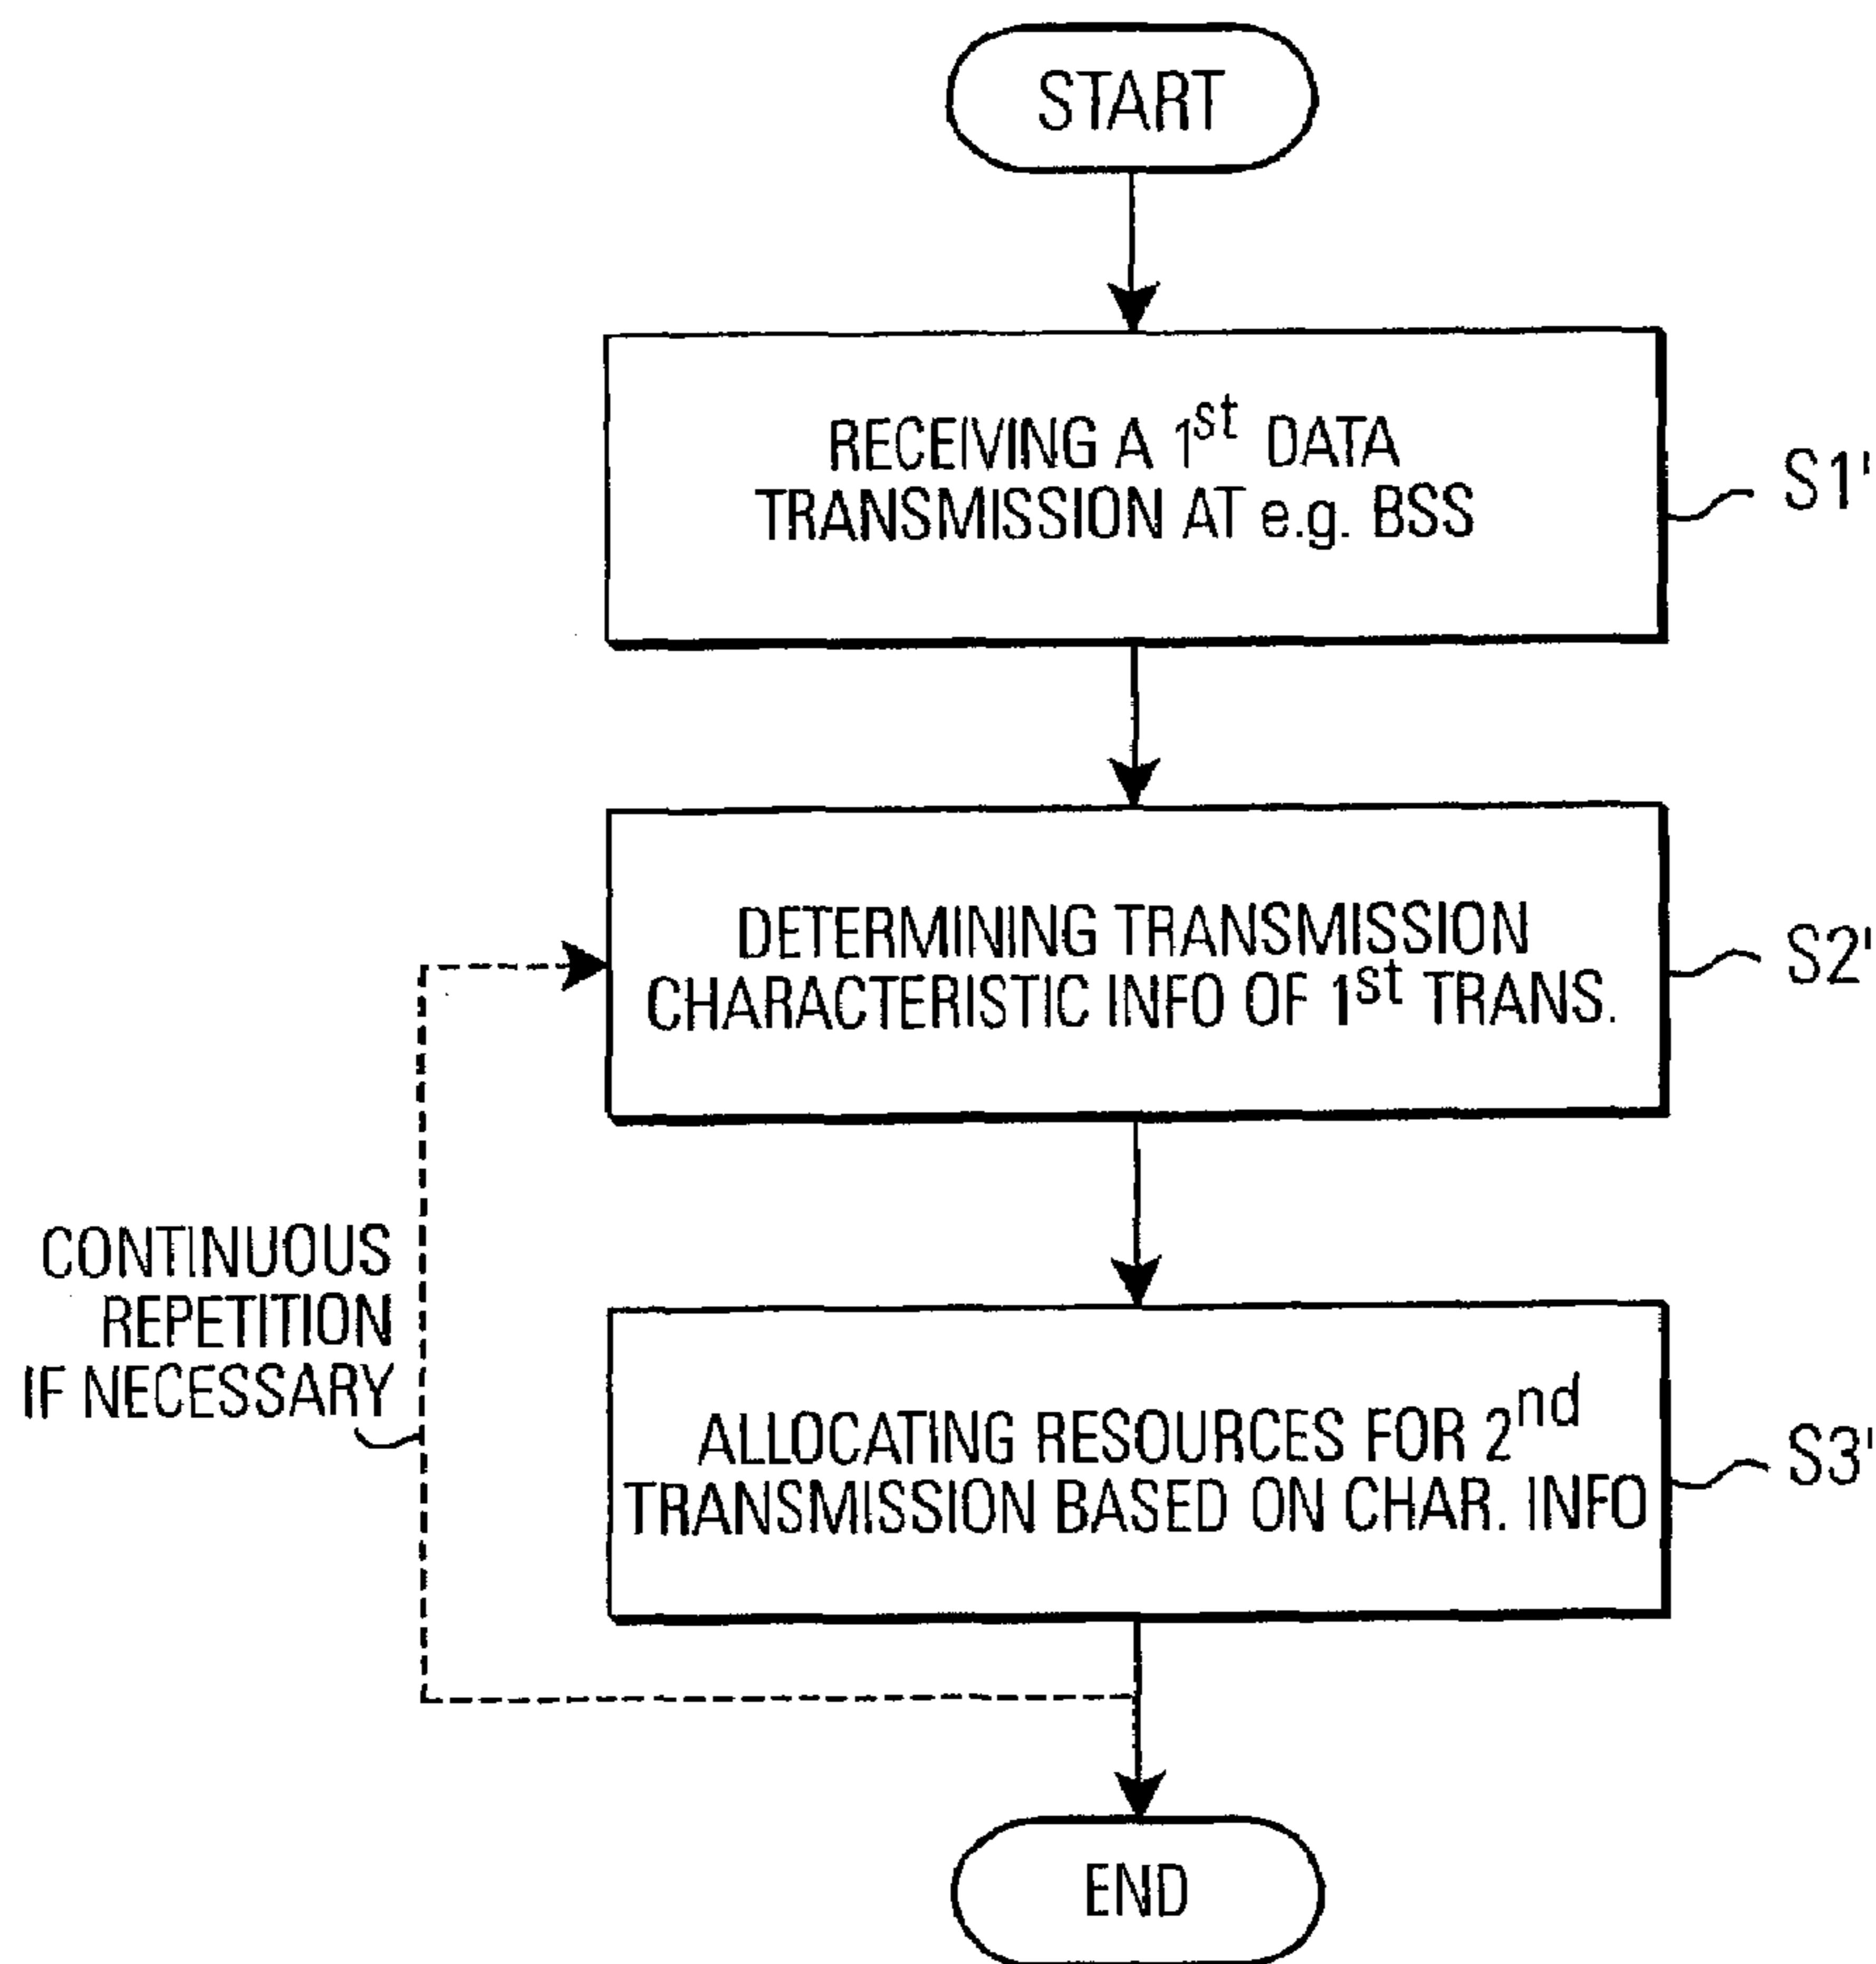 START
RECEIVING A 1st DATA
TRANSMISSION AT e.g. BSS
S1'
DETERMINING TRANSMISSION
CHARACTERISTIC INFO OF 1st TRANS.
S2'
CONTINUOUS
REPETITION
IF NECESSARY
ALLOCATING RESOURCES FOR 2nd
TRANSMISSION BASED ON CHAR. INFO
S3'
END